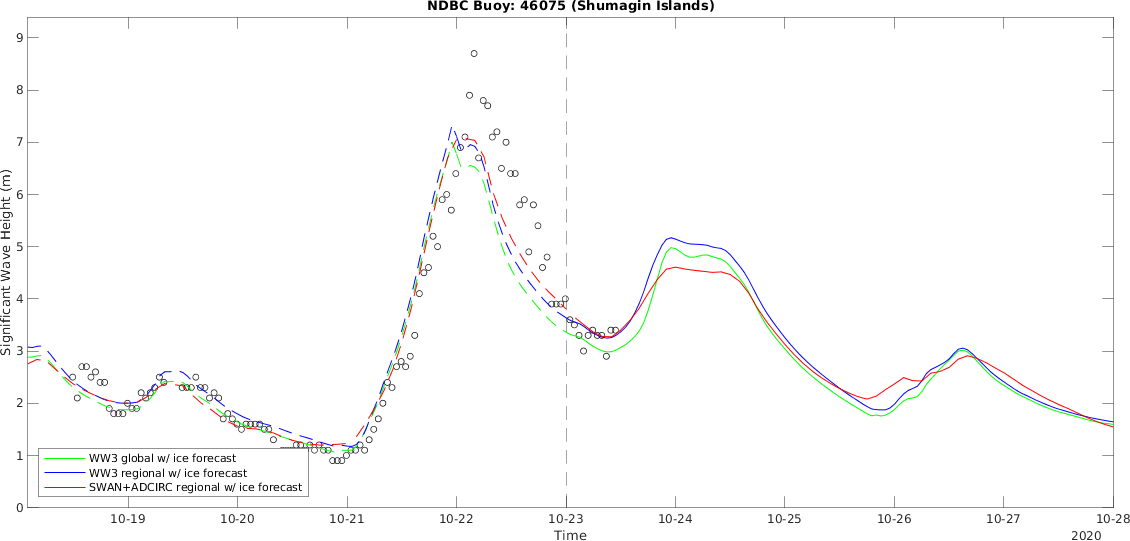 NDBC Buoy: 46075 (Shumagin Islands)
9
8
7
6
5
4
3
2
1
0
Significant Wave Height (m)
WW3 global w/ ice forecast
WW3 regional w/ ice forecast
SWAN+ADCIRC regional w/ ice forecast
10-19 10-20 10-21 10-22 10-23 10-24 10-25 10-26 10-27 10-28
Time
2020